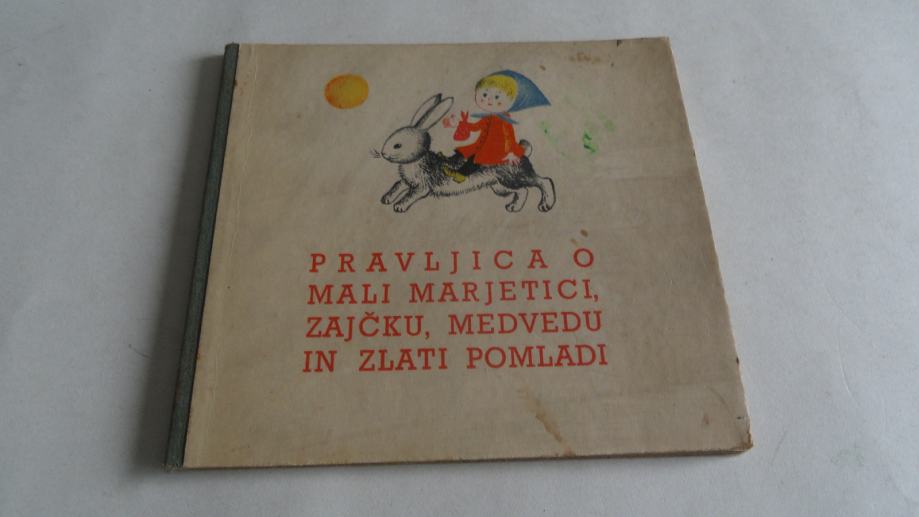 PRAVLJICA O
MALI MARJETICI,
ZAJČKU, MEDVEDU
IN ZLATI POMLADI